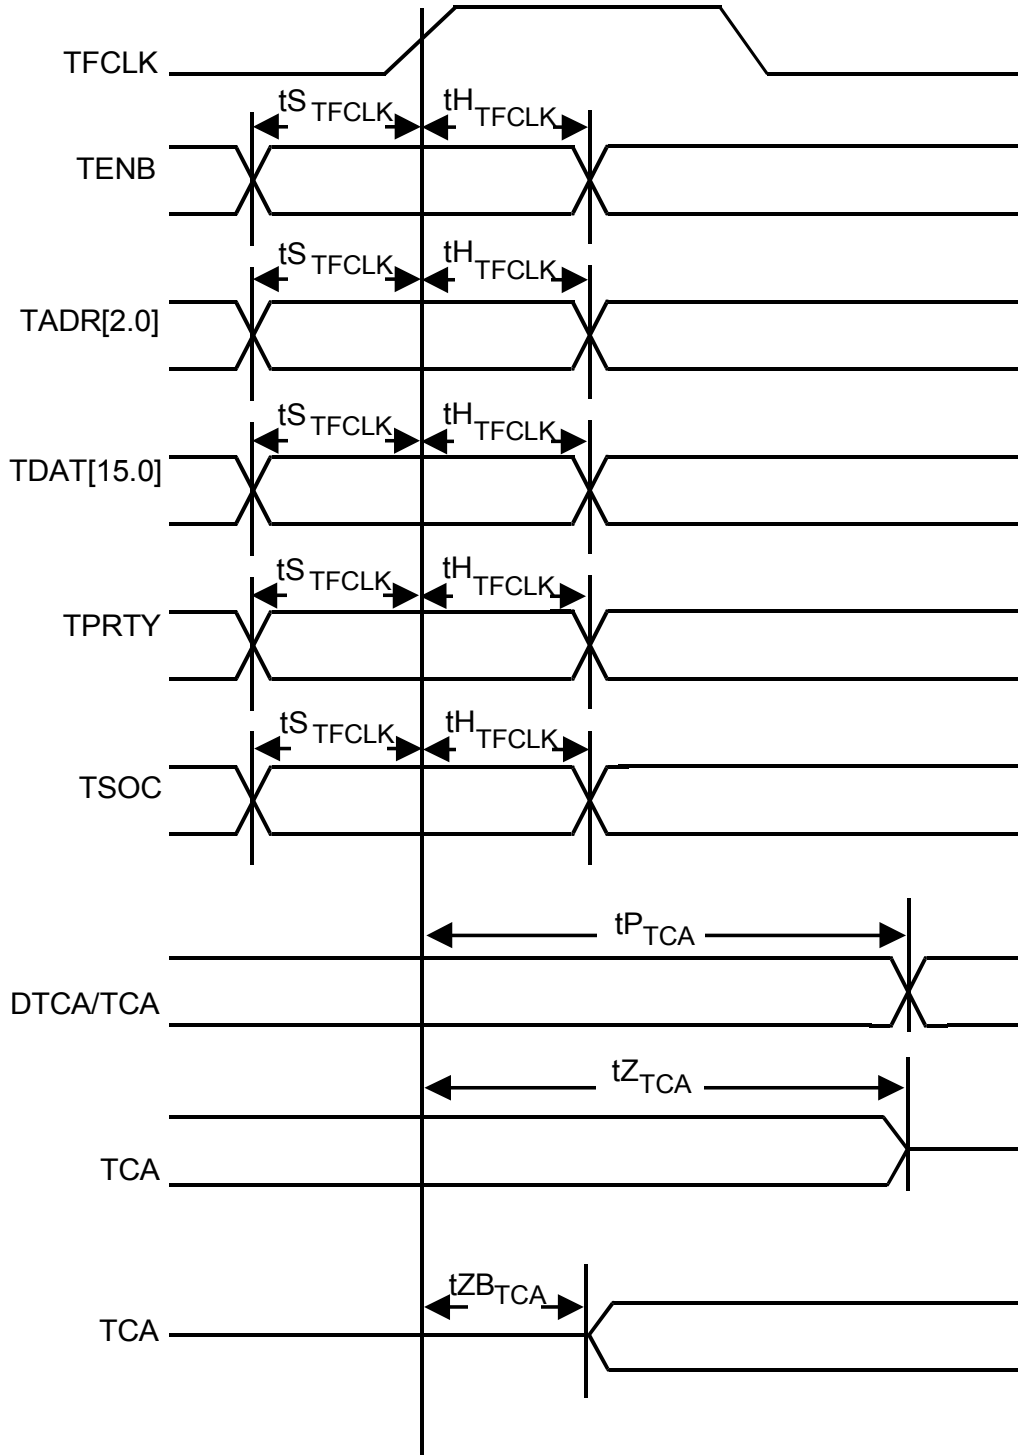 TFCLK
tS TFCLK tH TFCLK
TENB
tS TFCLK tH TFCLK
TADR[2.0]
tS TFCLK tH TFCLK
TDAT[15.0]
tS TFCLK tH TFCLK
TPRTY
tS TFCLK tH TFCLK
TSOC
tP TCA
DTCA/TCA
tZ TCA
TCA
tZB TCA
TCA